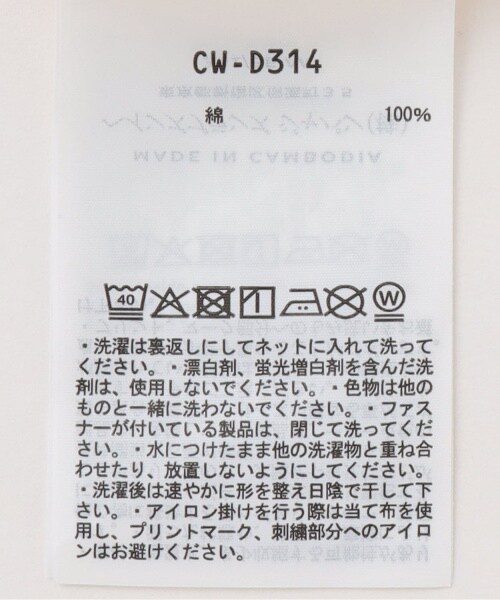 CW-D314
綿 100%
MADE IN CAMBODIA
40 W
・洗濯は裏返しにしてネットに入れて洗って
ください。・漂白剤、蛍光増白剤を含んだ洗
剤は、使用しないでください。・色物は他の
ものと一緒に洗わないでください。・ファス
ナーが付いている製品は、閉じて洗ってくだ
さい。・水につけたまま他の洗濯物と重ね合
わせたり、放置しないようにしてください。
・洗濯後は速やかに形を整え日陰で干して下
さい。・アイロン掛けを行う際は当て布を使
用し、プリントマーク、刺繍部分へのアイロ
ンはお避けください。